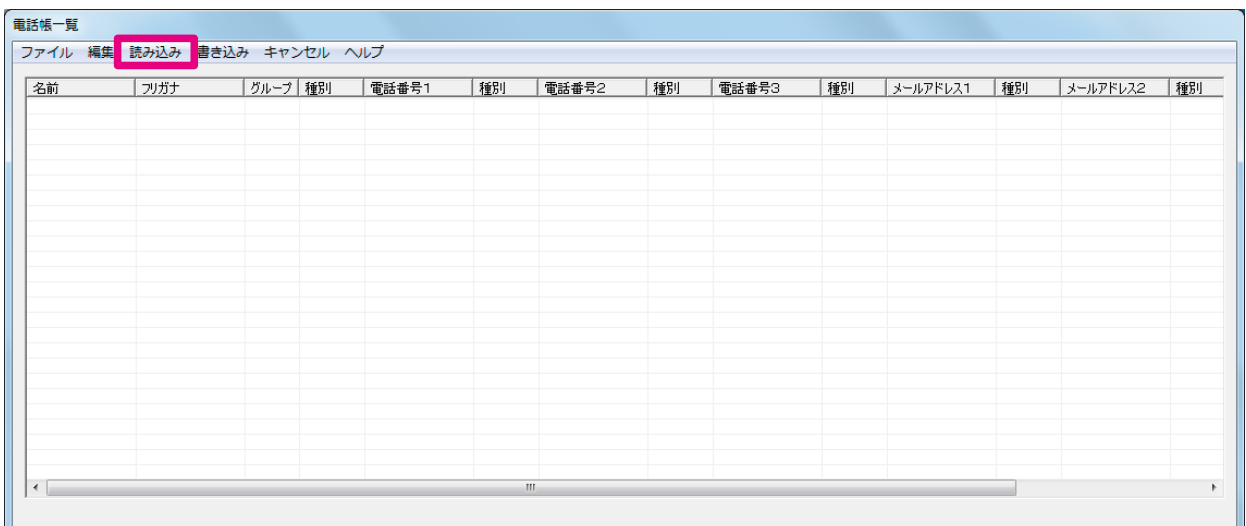 電話帳一覧
ファイル 編集 読み込み 書き込み キャンセル ヘルプ
名前 フリガナ グループ 種別 電話番号1 種別 電話番号2 種別 電話番号3 種別 メールアドレス1 種別 メールアドレス2 種別